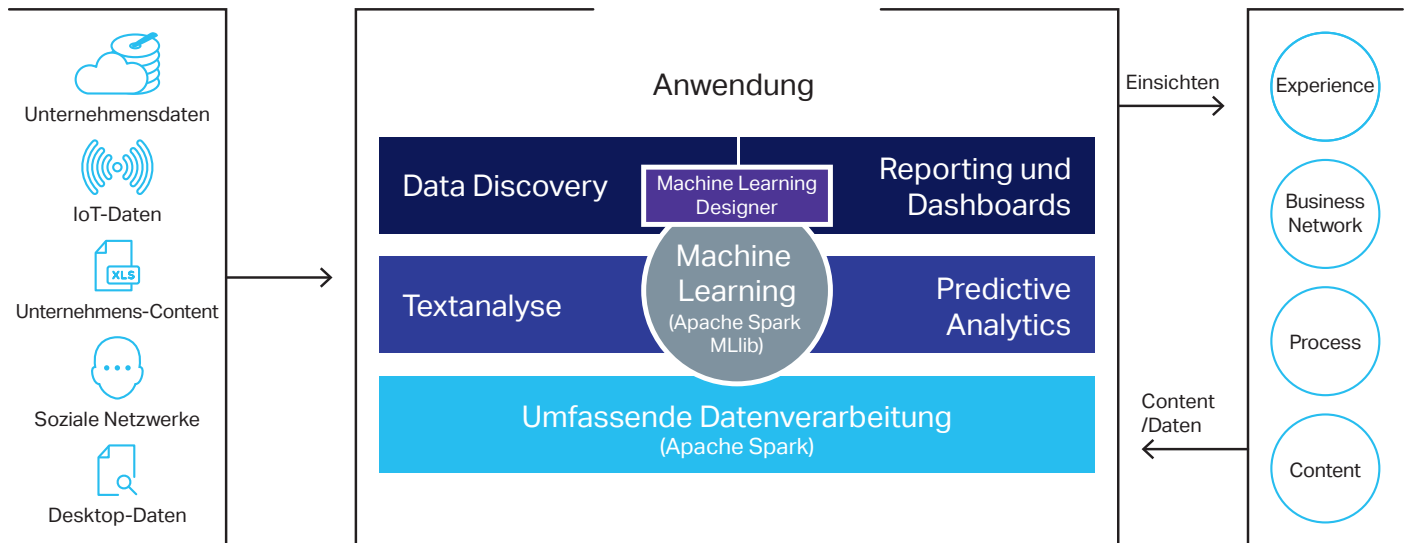 Unternehmensdaten
IoT-Daten
XLS
Unternehmens-Content
Soziale Netzwerke
Desktop-Daten
Anwendung
Data Discovery
Machine Learning
Designer
Reporting und
Dashboards
Textanalyse
Machine
Learning
(Apache Spark
MLlib)
Predictive
Analytics
Umfassende Datenverarbeitung
(Apache Spark)
Einsichten
Content
/Daten
Experience
Business
Network
Process
Content